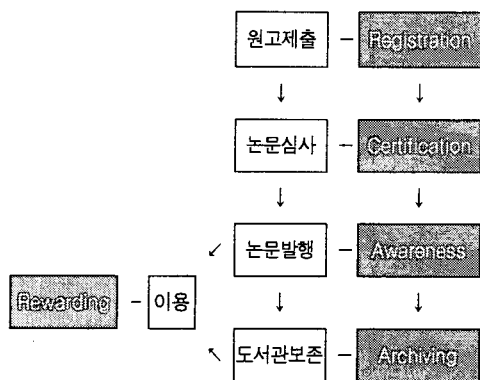 원고제출 – Registration
↓ ↓
논문심사 – Certification
↓ ↓
↙ 논문발행 – Awareness
Rewarding – 이용 ↓ ↓
↖ 도서관보존 – Archiving